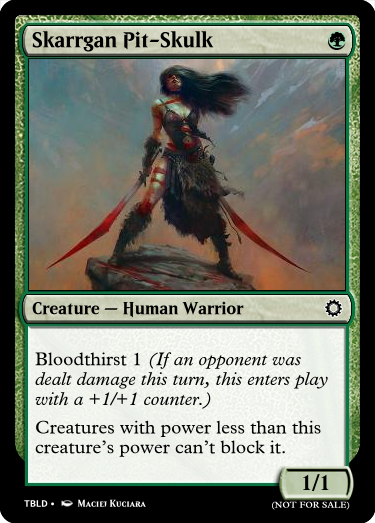 Skarrgan Pit-Skulk
Creature — Human Warrior
Bloodthirst 1 (If an opponent was
dealt damage this turn, this enters play
with a +1/+1 counter.)
Creatures with power less than this
creature's power can't block it.
1/1
TBLD • Maciej Kuciara
(NOT FOR SALE)